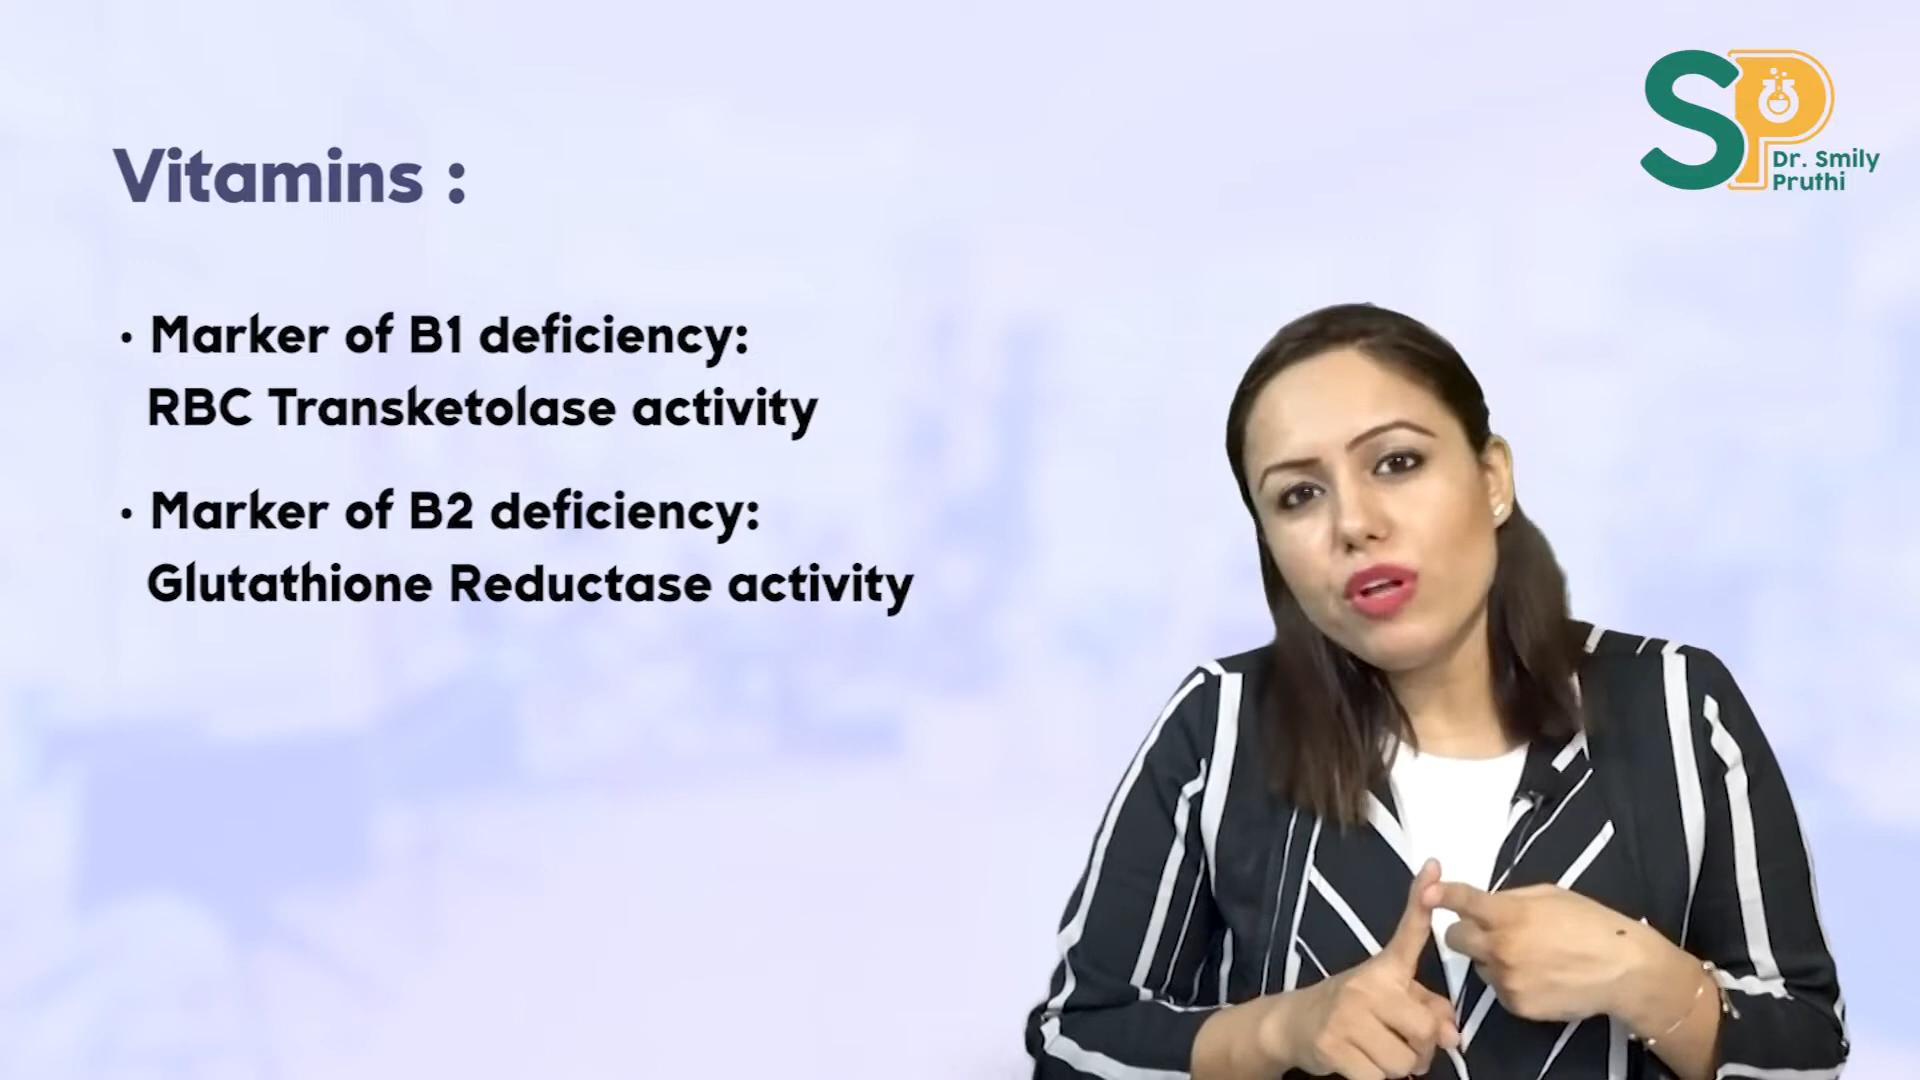 Vitamins :
• Marker of B1 deficiency:
RBC Transketolase activity
• Marker of B2 deficiency:
Glutathione Reductase activity
SP
Dr. Smily
Pruthi